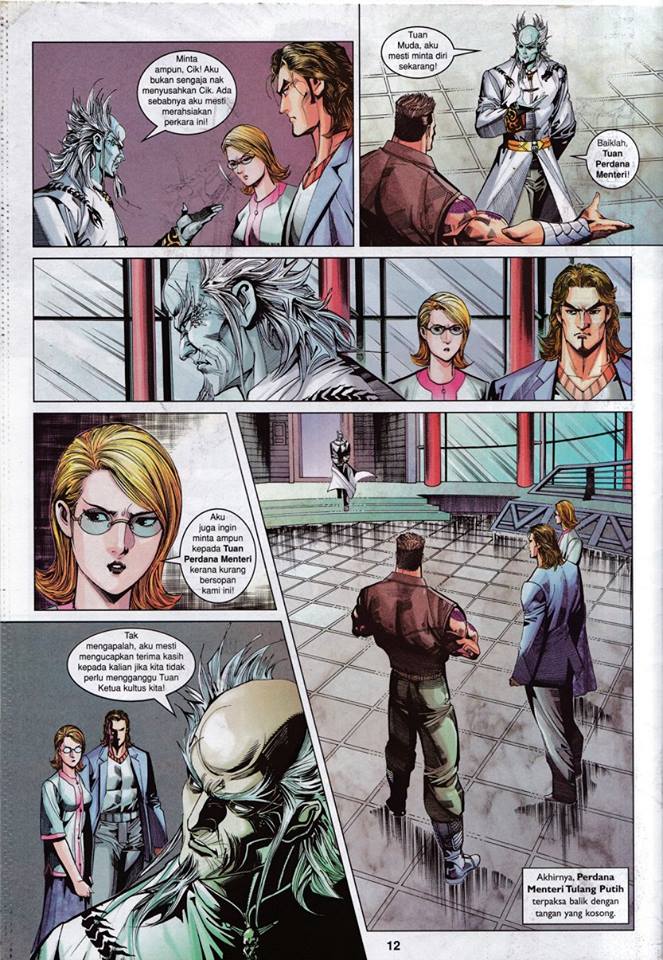 Minta
ampun, Cik! Aku
bukan sengaja nak
menyusahkan Cik. Ada
sebabnya aku mesti
merahsiakan
perkara ini!
Tuan
Muda, aku
mesti minta diri
sekarang!
Baiklah,
Tuan
Perdana
Menteri!
Aku
juga ingin
minta ampun
kepada Tuan
Perdana Menteri
kerana kurang
bersopan
kami ini!
Tak
mengapalah, aku mesti
mengucapkan terima kasih
kepada kalian jika kita tidak
perlu mengganggu Tuan
Ketua kultus kita!
Akhirnya, Perdana
Menteri Tulang Putih
terpaksa balik dengan
tangan yang kosong.
12